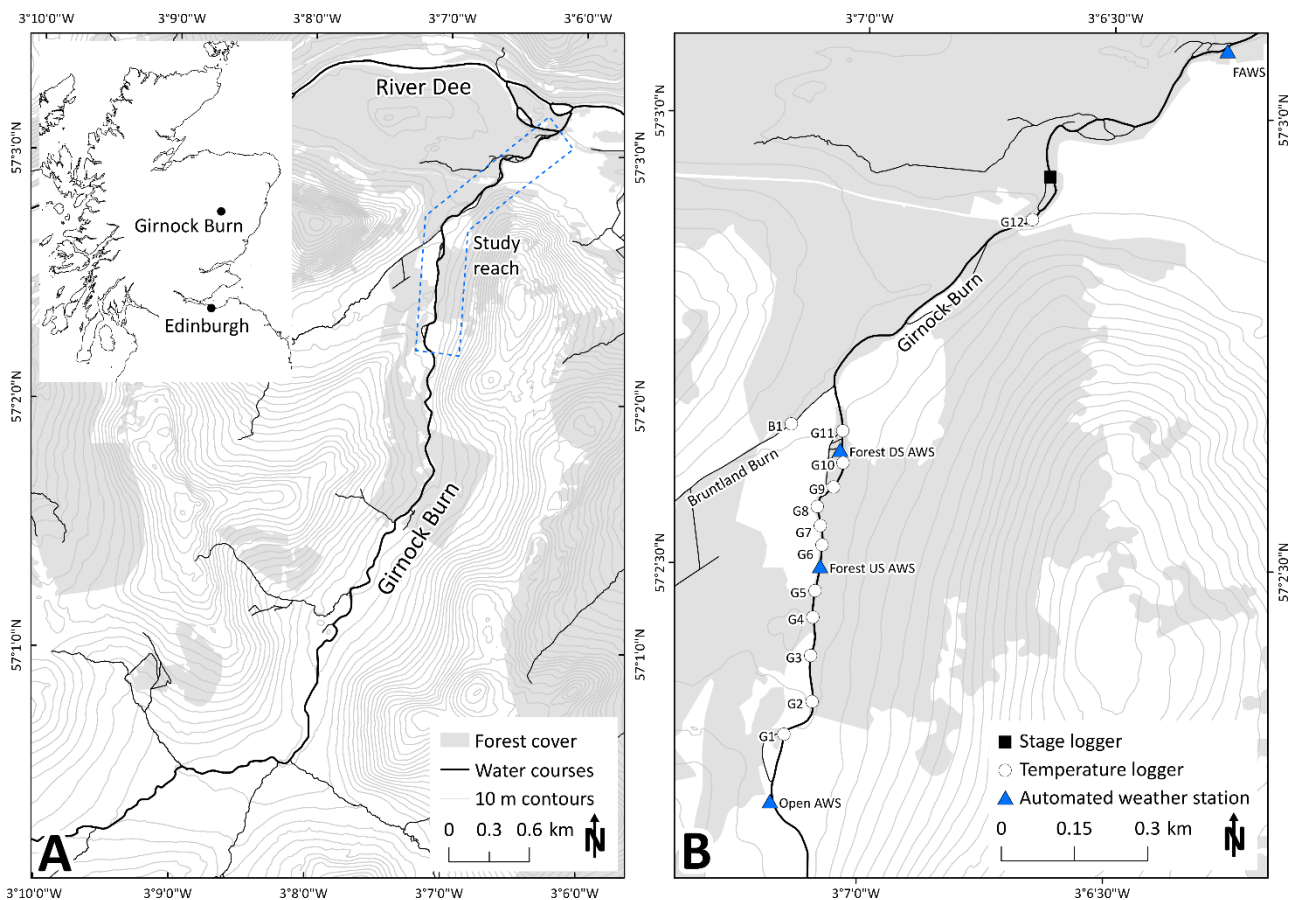 3°10'0"W
3°9'0"W
3°8'0"W
3°7'0"W
3°6'0"W
57°3'0"N
57°2'0"N
57°1'0"N
River Dee
Girnock Burn
Edinburgh
Study
reach
Girnock Burn
Forest cover
Water courses
10 m contours
0 0.3 0.6 km
N
A
57°3'0"N
57°2'0"N
57°1'0"N
3°10'0"W
3°9'0"W
3°8'0"W
3°7'0"W
3°6'0"W
3°7'0"W
3°6'30"W
57°3'0"N
57°2'30"N
FAWS
G12
Girnock Burn
B1
G11
Forest DS AWS
G10
Bruntland Burn
G9
G8
G7
G6
Forest US AWS
G5
G4
G3
G2
G1
Open AWS
Stage logger
Temperature logger
Automated weather station
0 0.15 0.3 km
N
B
57°3'0"N
57°2'30"N
3°7'0"W
3°6'30"W